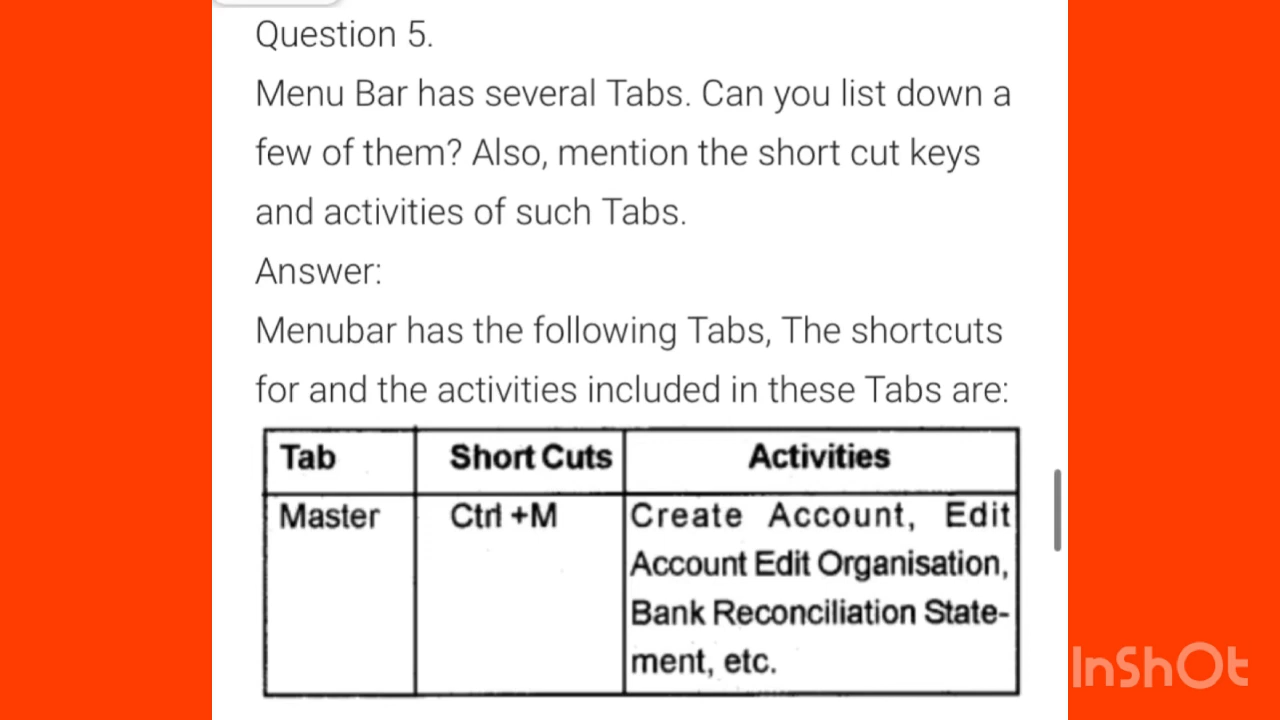 Question 5.
Menu Bar has several Tabs. Can you list down a
few of them? Also, mention the short cut keys
and activities of such Tabs.
Answer:
Menubar has the following Tabs, The shortcuts
for and the activities included in these Tabs are:
Tab Short Cuts Activities
Master Ctrl +M Create Account, Edit
Account Edit Organisation,
Bank Reconciliation State-
ment, etc.
InShOt